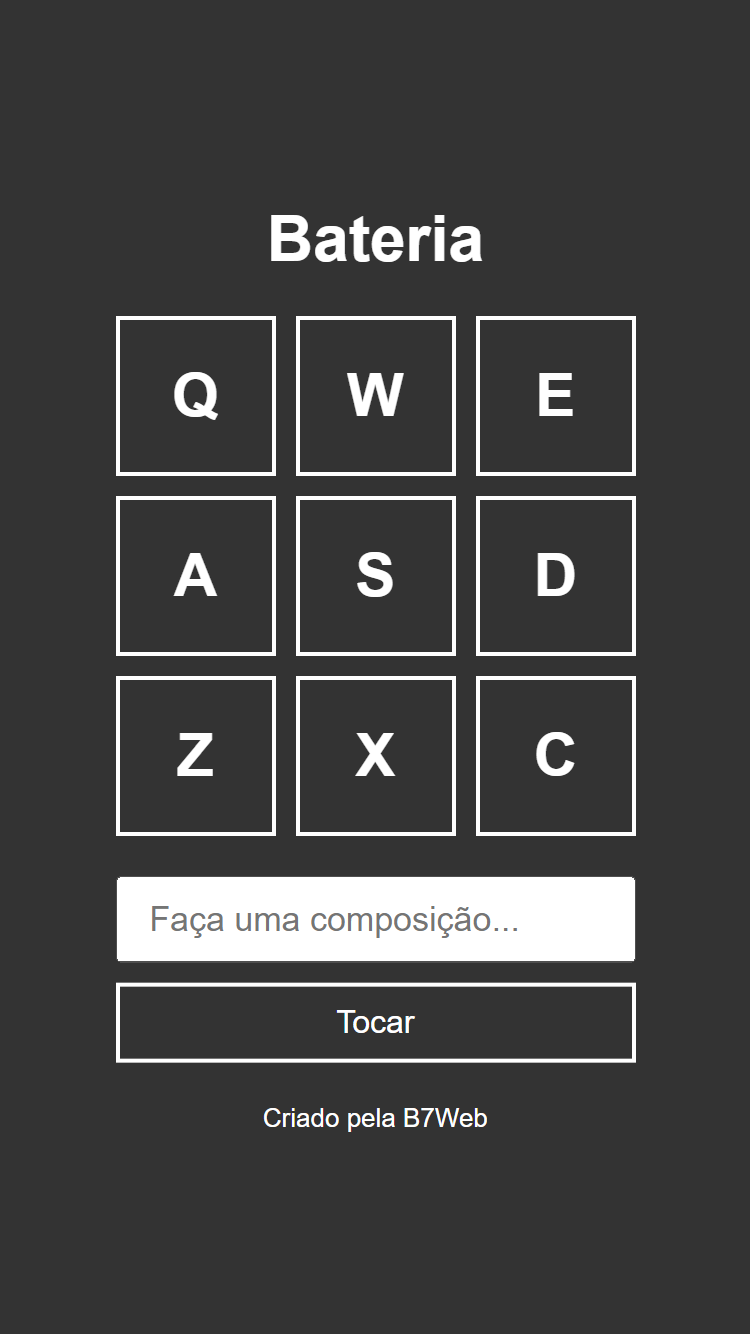 Bateria
Q W E
A S D
Z X C
Faça uma composição...
Tocar
Criado pela B7Web